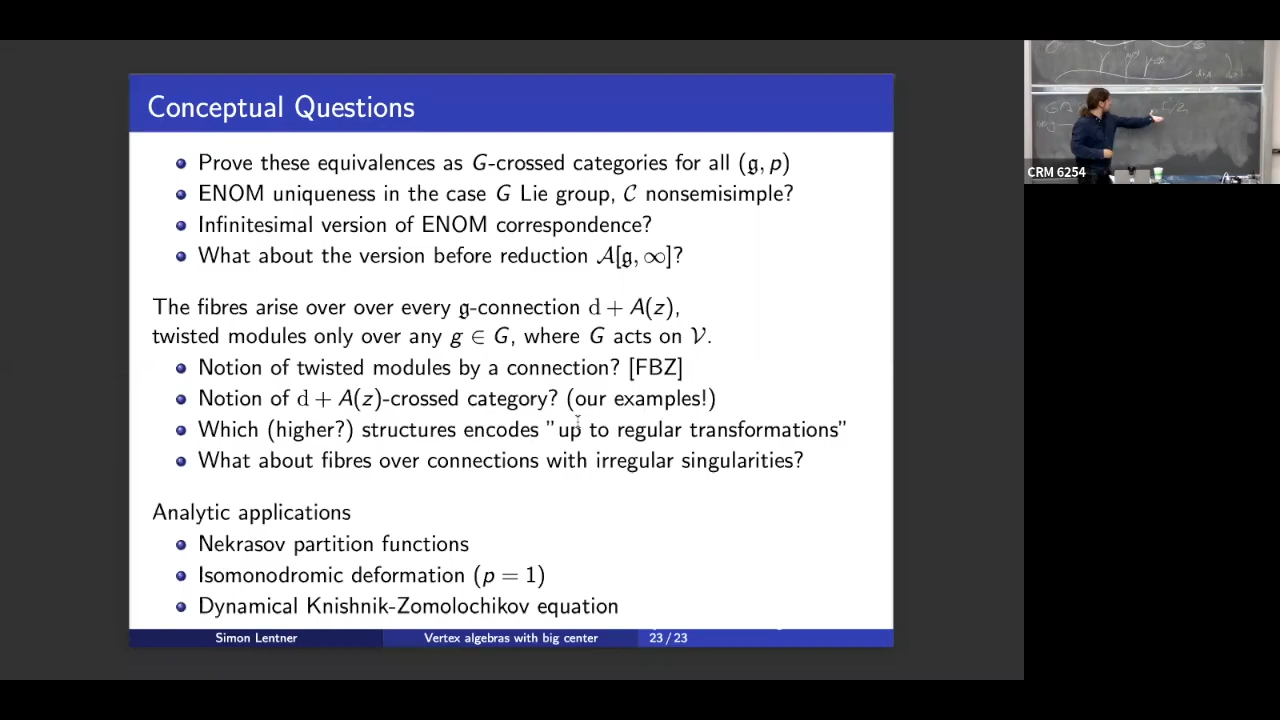 Conceptual Questions
Prove these equivalences as G-crossed categories for all (𝔤, p)
ENOM uniqueness in the case G Lie group, 𝒞 nonsemisimple?
Infinitesimal version of ENOM correspondence?
What about the version before reduction 𝒜[𝔤, ∞]?
The fibres arise over over every 𝔤-connection d + A(z),
twisted modules only over any g ∈ G, where G acts on 𝒱.
Notion of twisted modules by a connection? [FBZ]
Notion of d + A(z)-crossed category? (our examples!)
Which (higher?) structures encodes "up to regular transformations"
What about fibres over connections with irregular singularities?
Analytic applications
Nekrasov partition functions
Isomonodromic deformation (p = 1)
Dynamical Knishnik-Zomolochikov equation
Simon Lentner
Vertex algebras with big center
23 / 23
CRM 6254